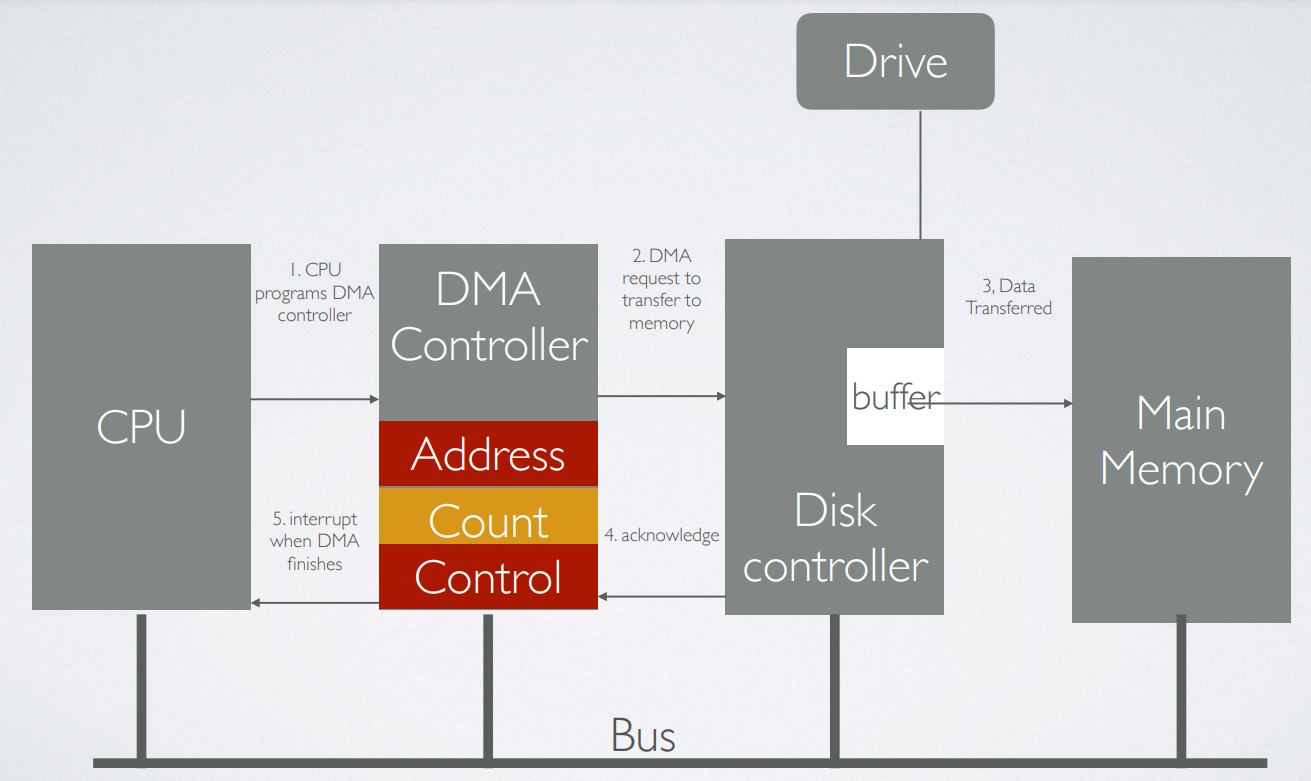 Drive
1. CPU
programs DMA
controller
DMA
Controller
2. DMA
request to
transfer to
memory
3, Data
Transferred
CPU
buffer
Main
Memory
Address
Count
Control
Disk
controller
5. interrupt
when DMA
finishes
4. acknowledge
Bus